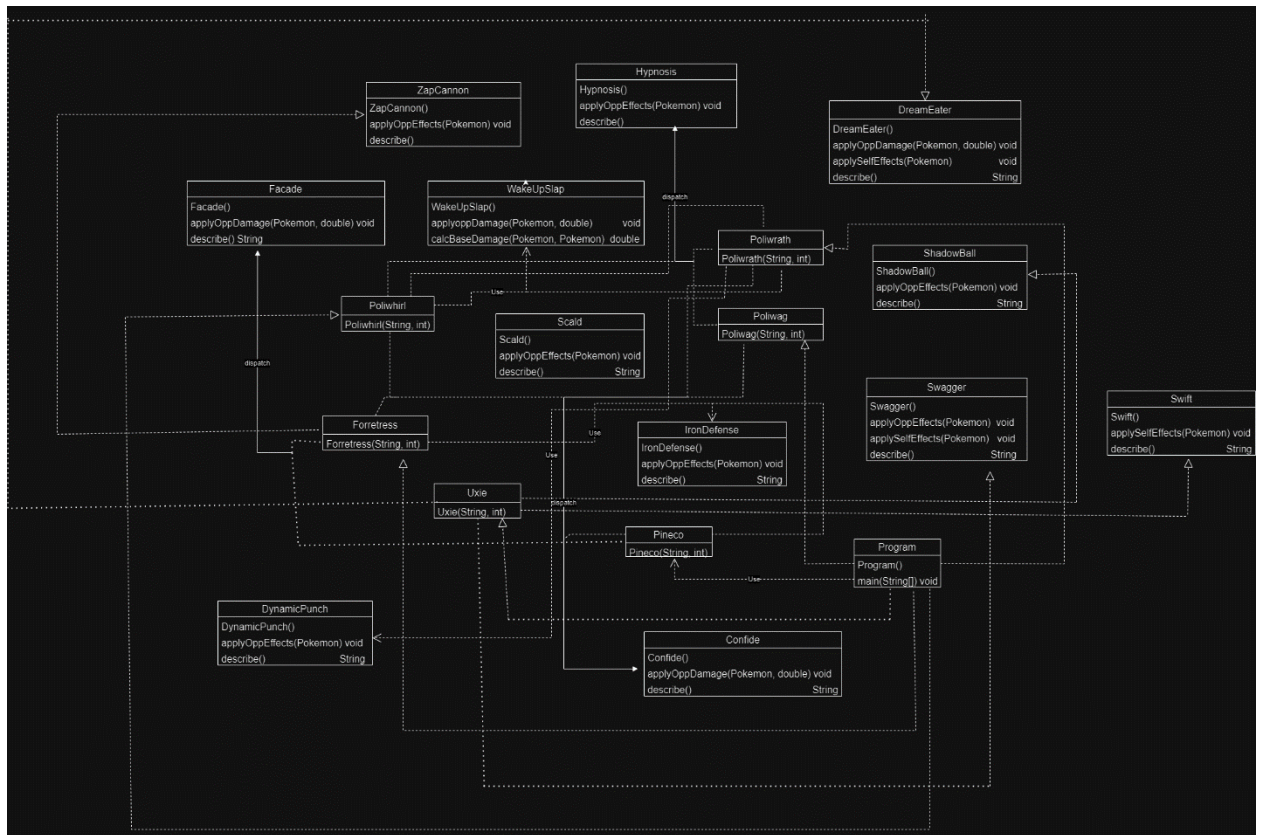 Hypnosis
Hypnosis()
applyOppEffects(Pokemon) void
describe()
ZapCannon
ZapCannon()
applyOppEffects(Pokemon) void
describe()
DreamEater
DreamEater()
applyOppDamage(Pokemon, double) void
applySelfEffects(Pokemon) void
describe() String
Facade
Facade()
applyOppDamage(Pokemon, double) void
describe() String
WakeUpSlap
WakeUpSlap()
applyoppDamage(Pokemon, double) void
calcBaseDamage(Pokemon, Pokemon) double
dispatch
Poliwrath
Poliwrath(String, int)
ShadowBall
ShadowBall()
applyOppEffects(Pokemon) void
describe() String
Use
Poliwhirl
Poliwhirl(String, int)
Scald
Scald()
applyOppEffects(Pokemon) void
describe() String
Poliwag
Poliwag(String, int)
dispatch
Swagger
Swagger()
applyOppEffects(Pokemon) void
applySelfEffects(Pokemon) void
describe() String
Swift
Swift()
applySelfEffects(Pokemon) void
describe() String
Forretress
Forretress(String, int)
Use
Use
IronDefense
IronDefense()
applyOppEffects(Pokemon) void
describe() String
Uxie
Uxie(String, int)
dispatch
Pineco
Pineco(String, int)
Use
Program
Program()
main(String[]) void
DynamicPunch
DynamicPunch()
applyOppEffects(Pokemon) void
describe() String
Confide
Confide()
applyOppDamage(Pokemon, double) void
describe() String